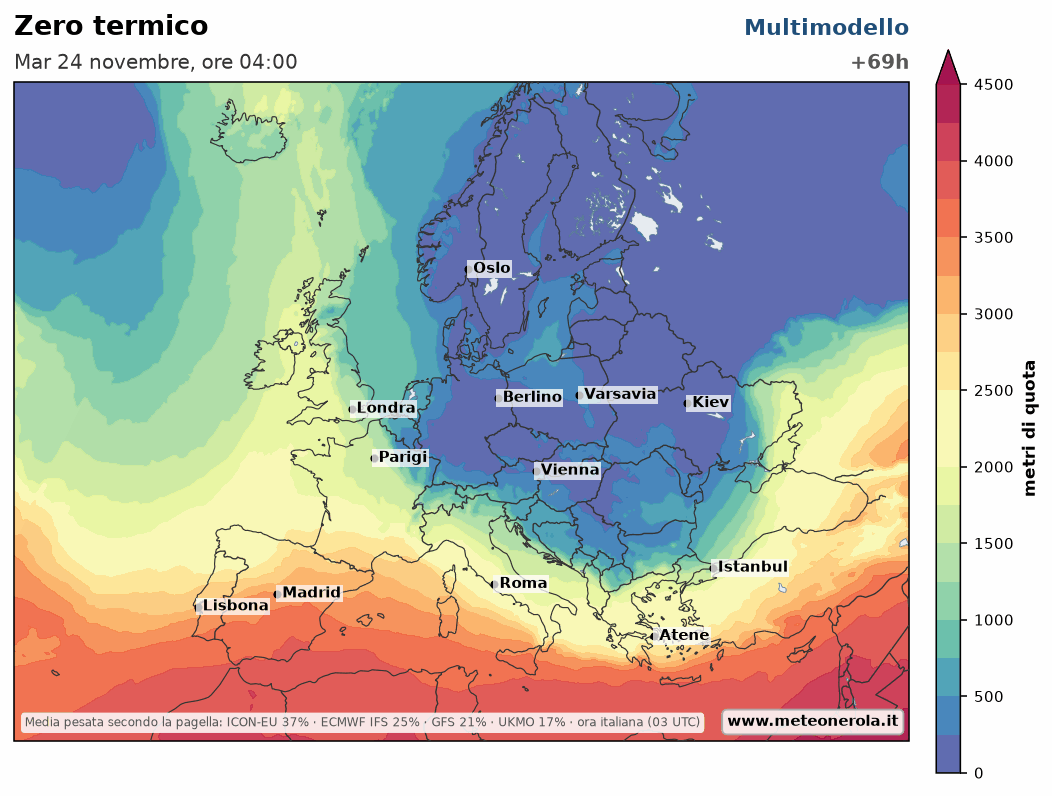 Zero termico
Multimodello
Mar 24 novembre, ore 04:00
+69h
4500
4000
3500
3000
2500
2000
1500
1000
500
0
metri di quota
Oslo
Berlino
Varsavia
Kiev
Londra
Parigi
Vienna
Istanbul
Roma
Madrid
Lisbona
Atene
Media pesata secondo la pagella: ICON-EU 37% · ECMWF IFS 25% · GFS 21% · UKMO 17% · ora italiana (03 UTC)
www.meteonerola.it